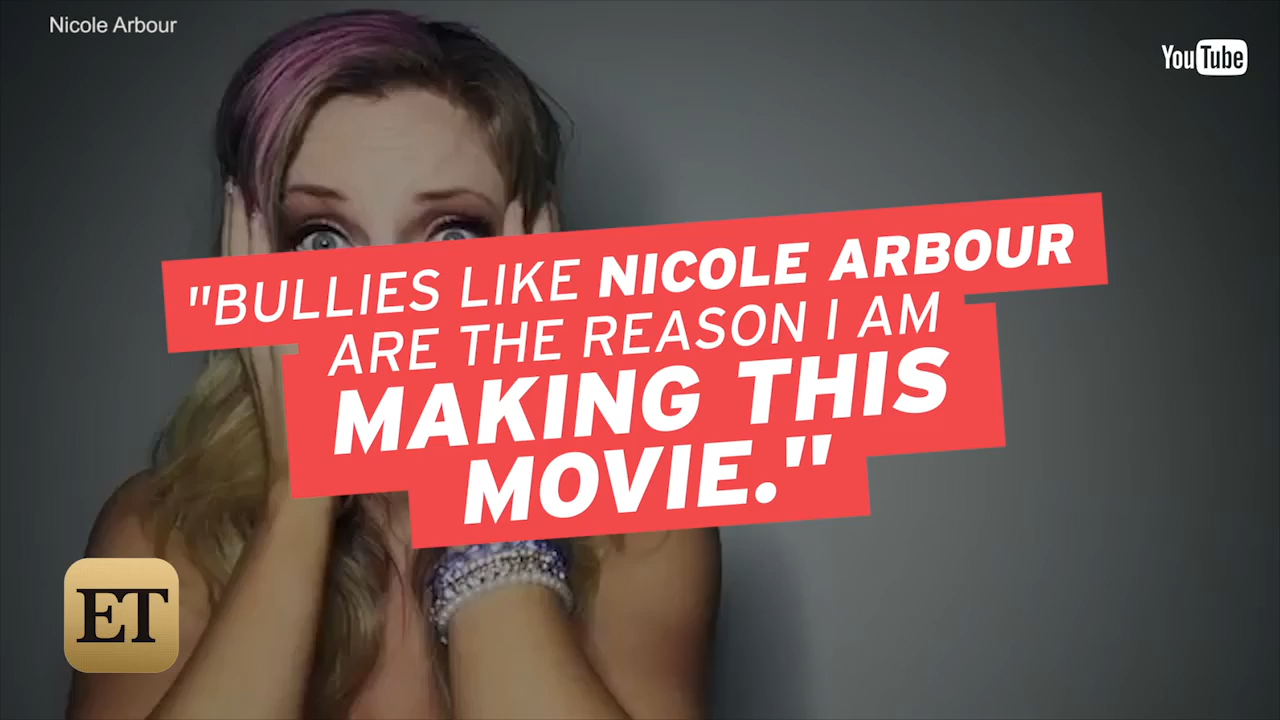 Nicole Arbour
YouTube
"BULLIES LIKE NICOLE ARBOUR
ARE THE REASON I AM
MAKING THIS
MOVIE."
ET